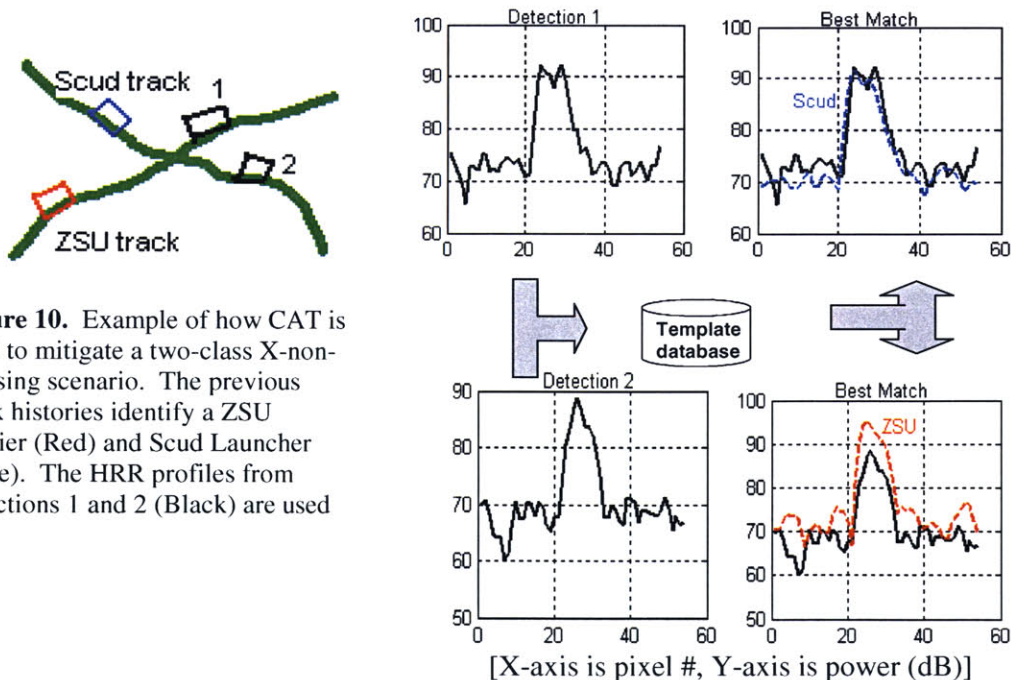 Scud track
1
2
ZSU track
ure 10. Example of how CAT is
to mitigate a two-class X-non-
sing scenario. The previous
k histories identify a ZSU
ier (Red) and Scud Launcher
e). The HRR profiles from
ctions 1 and 2 (Black) are used
Detection 1
100
90
80
70
60
0 20 40 60
Best Match
100
90
80
70
60
0 20 40 60
Scud
Template
database
Detection 2
90
80
70
60
50
0 20 40 60
Best Match
100
90
80
70
60
50
0 20 40 60
ZSU
[X-axis is pixel #, Y-axis is power (dB)]